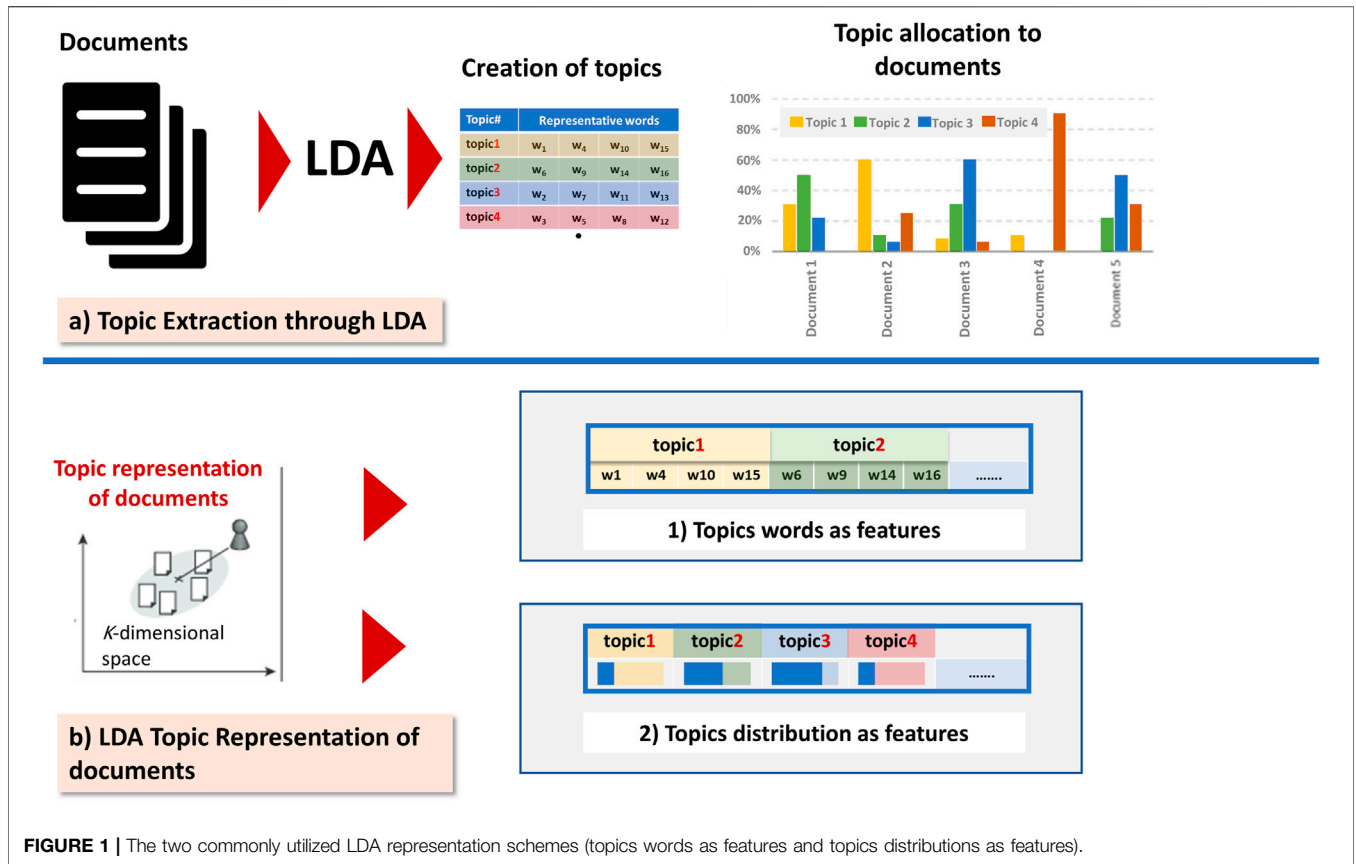 Documents
LDA
Creation of topics
Topic# Representative words
topic1 w1 w4 w10 w15
topic2 w6 w9 w14 w16
topic3 w2 w7 w11 w13
topic4 w3 w5 w8 w12
Topic allocation to
documents
Topic 1 Topic 2 Topic 3 Topic 4
100%
80%
60%
40%
20%
0%
Document 1
Document 2
Document 3
Document 4
Document 5
a) Topic Extraction through LDA
Topic representation
of documents
K-dimensional
space
b) LDA Topic Representation of
documents
topic1 topic2
w1 w4 w10 w15 w6 w9 w14 w16 .......
1) Topics words as features
topic1 topic2 topic3 topic4
.......
2) Topics distribution as features
FIGURE 1 | The two commonly utilized LDA representation schemes (topics words as features and topics distributions as features).